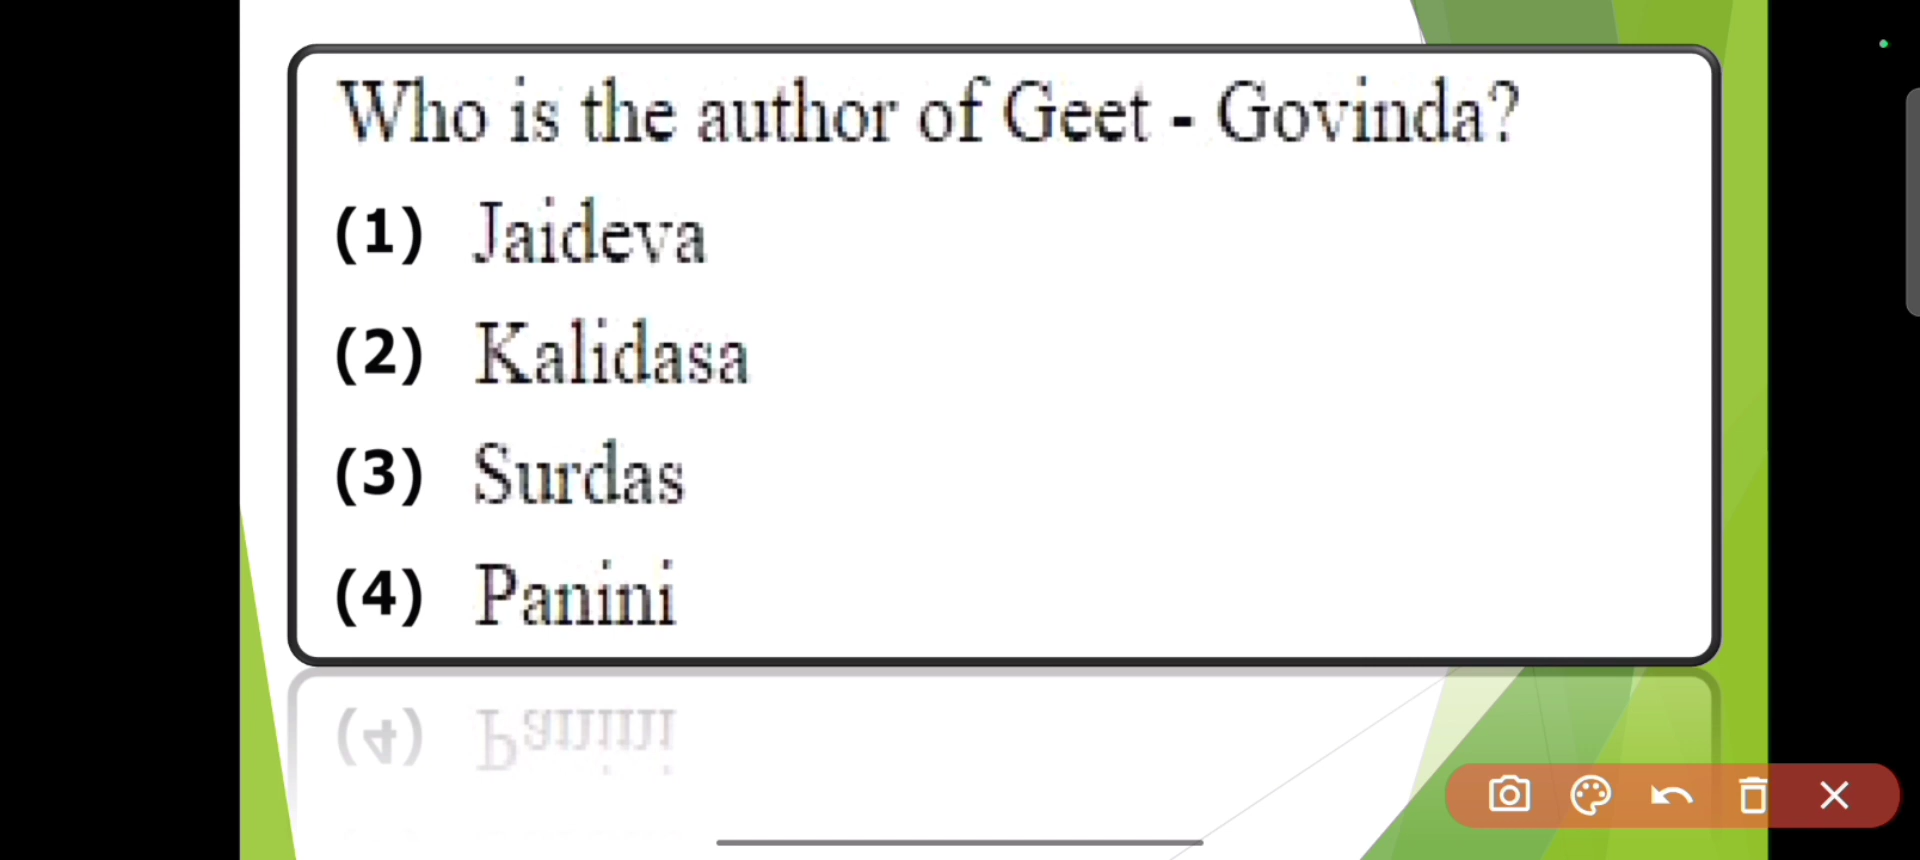 Who is the author of Geet - Govinda?
(1) Jaideva
(2) Kalidasa
(3) Surdas
(4) Panini